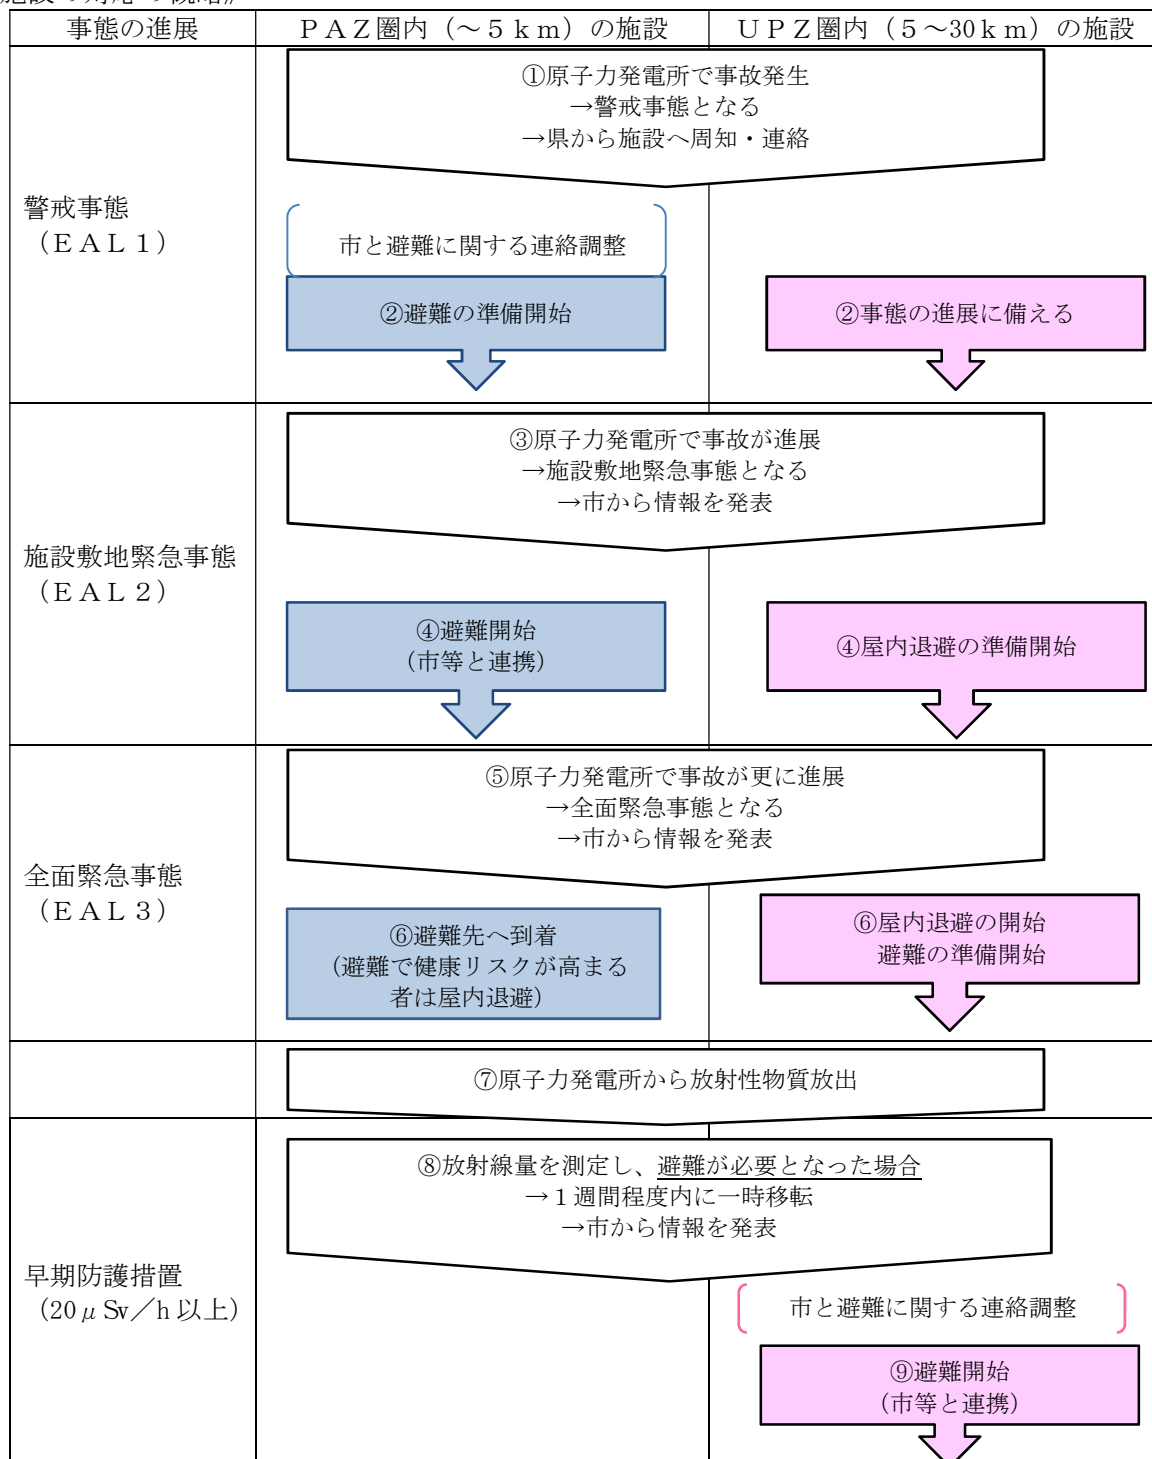 事態の進展
ＰＡＺ圏内（～５ｋｍ）の施設
ＵＰＺ圏内（５～30ｋｍ）の施設
①原子力発電所で事故発生
→警戒事態となる
→県から施設へ周知・連絡
警戒事態
（ＥＡＬ１）
市と避難に関する連絡調整
②避難の準備開始
②事態の進展に備える
③原子力発電所で事故が進展
→施設敷地緊急事態となる
→市から情報を発表
施設敷地緊急事態
（ＥＡＬ２）
④避難開始
（市等と連携）
④屋内退避の準備開始
⑤原子力発電所で事故が更に進展
→全面緊急事態となる
→市から情報を発表
全面緊急事態
（ＥＡＬ３）
⑥避難先へ到着
（避難で健康リスクが高まる
者は屋内退避）
⑥屋内退避の開始
避難の準備開始
⑦原子力発電所から放射性物質放出
⑧放射線量を測定し、避難が必要となった場合
→１週間程度内に一時移転
→市から情報を発表
早期防護措置
（20μSv／h以上）
市と避難に関する連絡調整
⑨避難開始
（市等と連携）